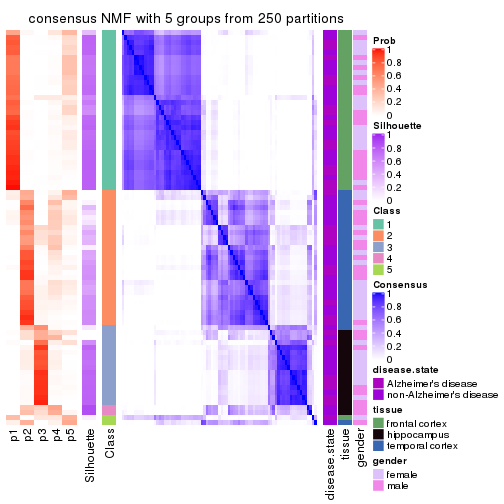 consensus NMF with 5 groups from 250 partitions
Prob
1
0.8
0.6
0.4
0.2
0
Silhouette
1
0.8
0.6
0.4
0.2
0
Class
1
2
3
4
5
Consensus
1
0.8
0.6
0.4
0.2
0
disease.state
Alzheimer's disease
non-Alzheimer's disease
tissue
frontal cortex
hippocampus
temporal cortex
gender
female
male
p1
p2
p3
p4
p5
Silhouette
Class
disease.state
tissue
gender